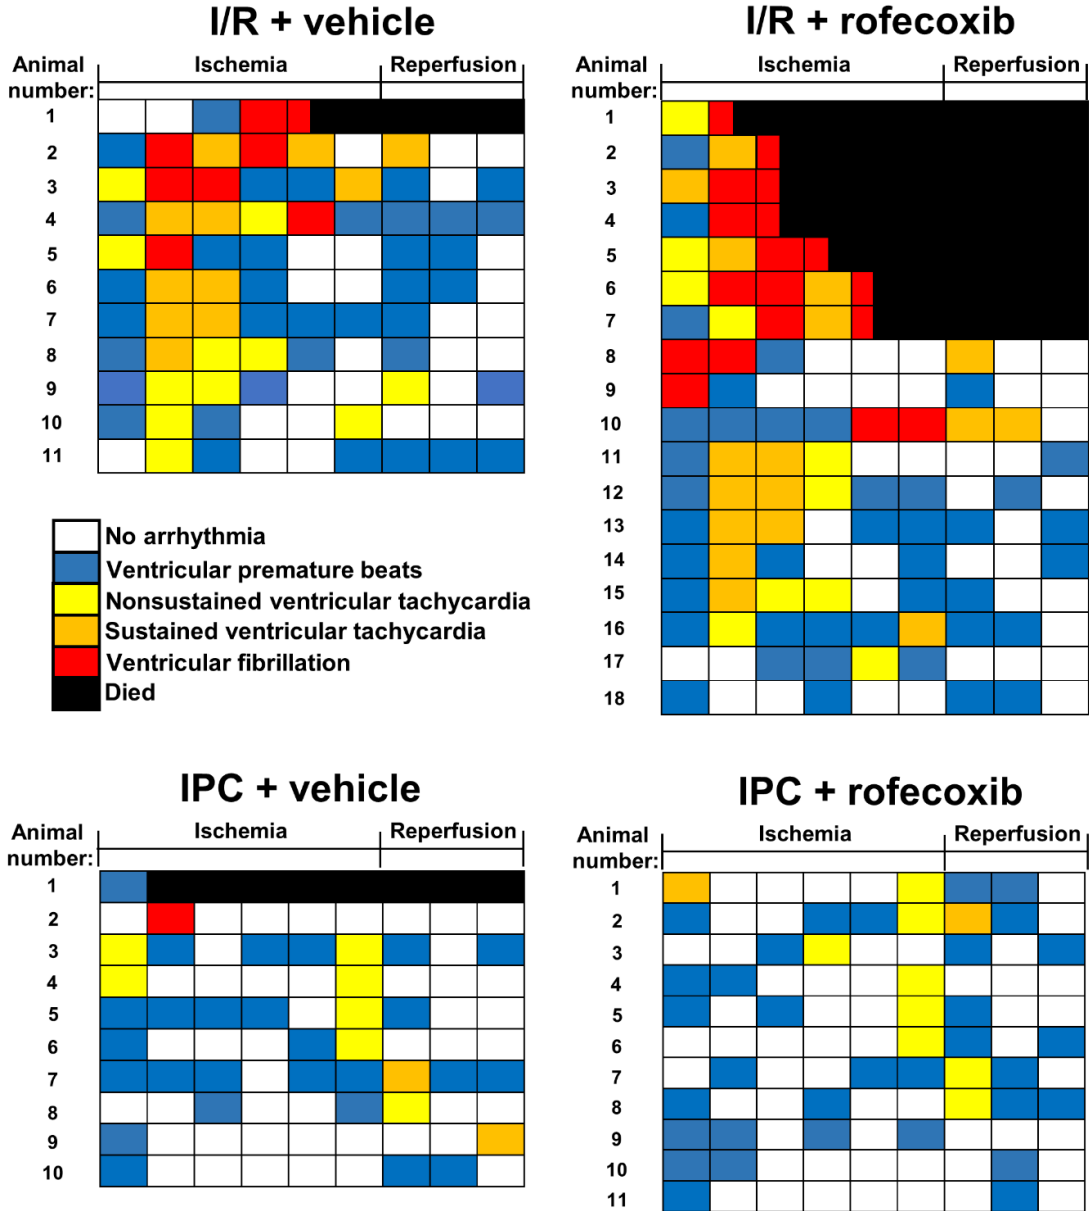 I/R + vehicle
Animal number:
Ischemia
Reperfusion
1
2
3
4
5
6
7
8
9
10
11
No arrhythmia
Ventricular premature beats
Nonsustained ventricular tachycardia
Sustained ventricular tachycardia
Ventricular fibrillation
Died
I/R + rofecoxib
Animal number:
Ischemia
Reperfusion
1
2
3
4
5
6
7
8
9
10
11
12
13
14
15
16
17
18
IPC + vehicle
Animal number:
Ischemia
Reperfusion
1
2
3
4
5
6
7
8
9
10
IPC + rofecoxib
Animal number:
Ischemia
Reperfusion
1
2
3
4
5
6
7
8
9
10
11